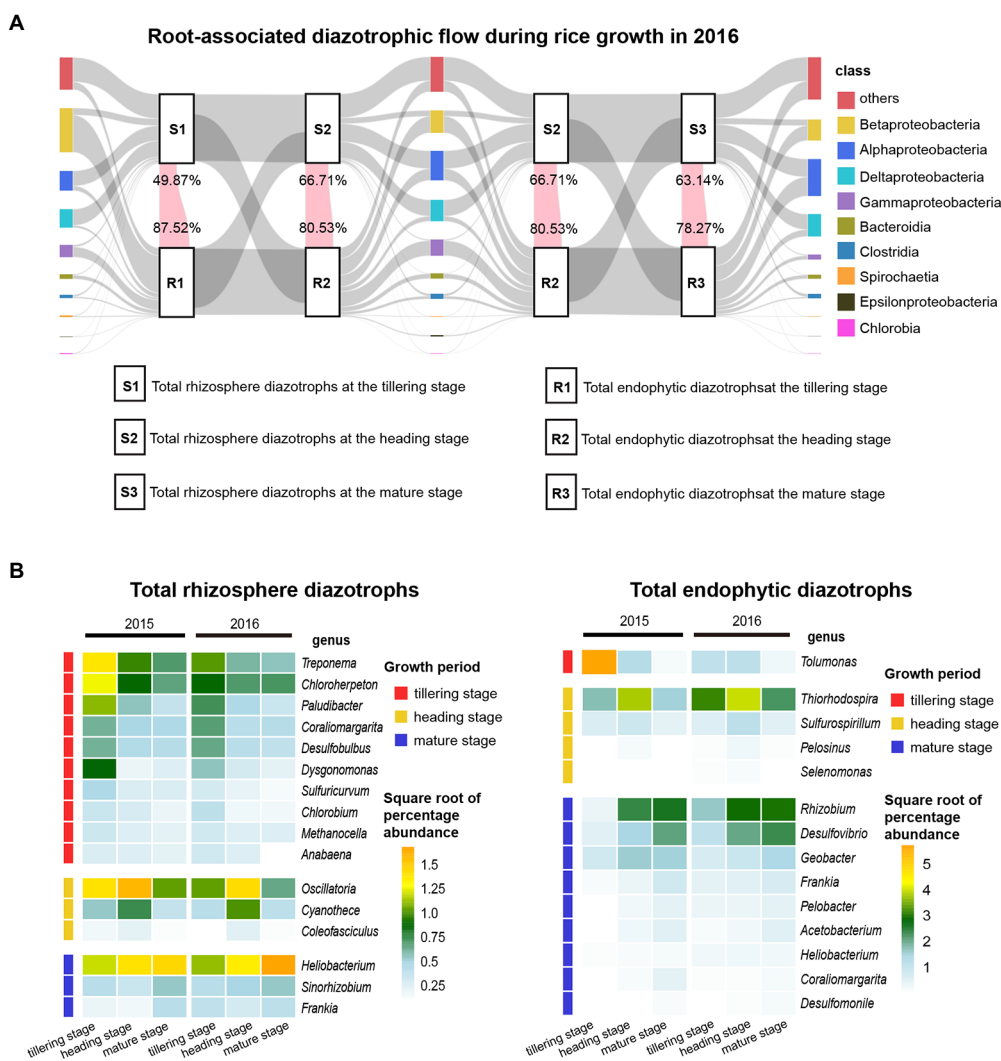 A
Root-associated diazotrophic flow during rice growth in 2016
class
others
Betaproteobacteria
Alphaproteobacteria
Deltaproteobacteria
Gammaproteobacteria
Bacteroidia
Clostridia
Spirochaetia
Epsilonproteobacteria
Chlorobia
S1 S2 S2 S3
49.87% 66.71% 66.71% 63.14%
87.52% 80.53% 80.53% 78.27%
R1 R2 R2 R3
S1 Total rhizosphere diazotrophs at the tillering stage
R1 Total endophytic diazotrophsat the tillering stage
S2 Total rhizosphere diazotrophs at the heading stage
R2 Total endophytic diazotrophsat the heading stage
S3 Total rhizosphere diazotrophs at the mature stage
R3 Total endophytic diazotrophsat the mature stage
B
Total rhizosphere diazotrophs
2015 2016
genus
Treponema
Chloroherpeton
Paludibacter
Coraliomargarita
Desulfobulbus
Dysgonomonas
Sulfuricurvum
Chlorobium
Methanocella
Anabaena
Oscillatoria
Cyanothece
Coleofasciculus
Heliobacterium
Sinorhizobium
Frankia
tillering stage heading stage mature stage tillering stage heading stage mature stage
Growth period
tillering stage
heading stage
mature stage
Square root of
percentage
abundance
1.5
1.25
1.0
0.75
0.5
0.25
Total endophytic diazotrophs
2015 2016
genus
Tolumonas
Thiorhodospira
Sulfurospirillum
Pelosinus
Selenomonas
Rhizobium
Desulfovibrio
Geobacter
Frankia
Pelobacter
Acetobacterium
Heliobacterium
Coraliomargarita
Desulfomonile
tillering stage heading stage mature stage tillering stage heading stage mature stage
Growth period
tillering stage
heading stage
mature stage
Square root of
percentage
abundance
5
4
3
2
1